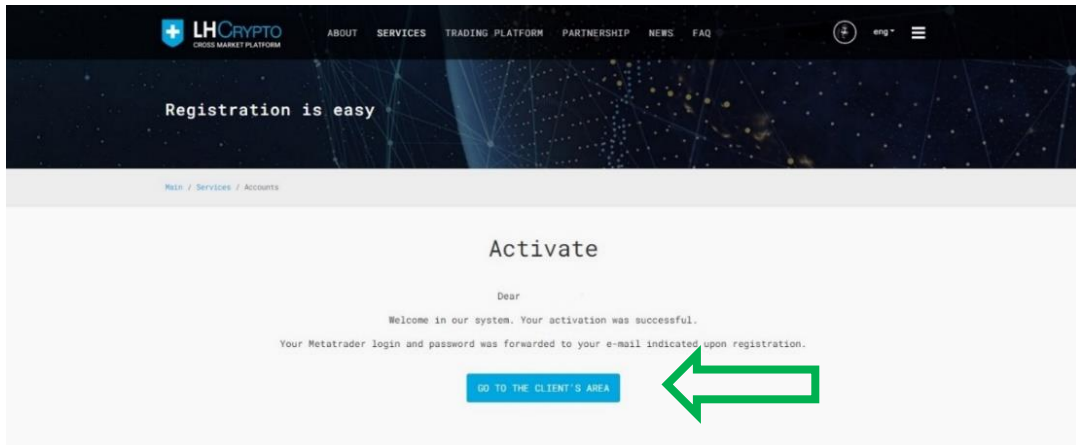 LHCRYPTO
CROSS MARKET PLATFORM
ABOUT SERVICES TRADING PLATFORM PARTNERSHIP NEWS FAQ eng
Registration is easy
Main / Services / Accounts
Activate
Dear
Welcome in our system. Your activation was successful.
Your Metatrader login and password was forwarded to your e-mail indicated upon registration.
GO TO THE CLIENT'S AREA